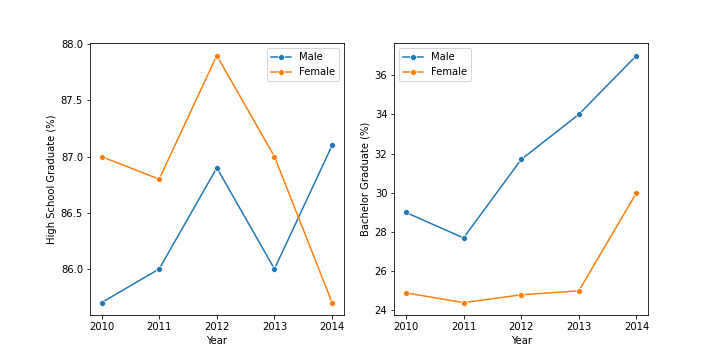 High School Graduate (%)
88.0
87.5
87.0
86.5
86.0
Male
Female
2010 2011 2012 2013 2014
Year
Bachelor Graduate (%)
36
34
32
30
28
26
24
Male
Female
2010 2011 2012 2013 2014
Year